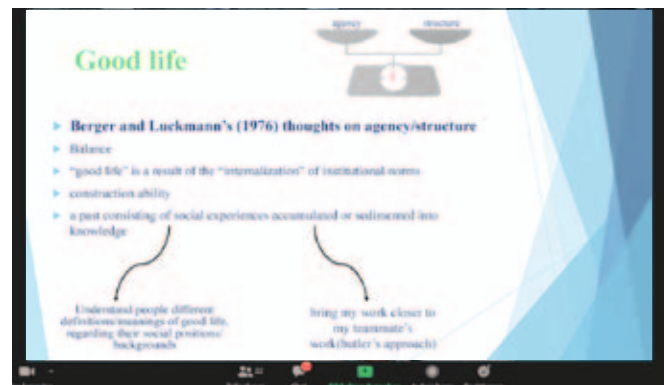 agency
structure
Good life
Berger and Luckmann's (1976) thoughts on agency/structure
Balance
"good life" is a result of the "internalization" of institutional norms
construction ability
a past consisting of social experiences accumulated or sedimented into
knowledge
Understand people different
definitions/meanings of good life,
regarding their social positions/
backgrounds
bring my work closer to
my teammate's
work(butler's approach)